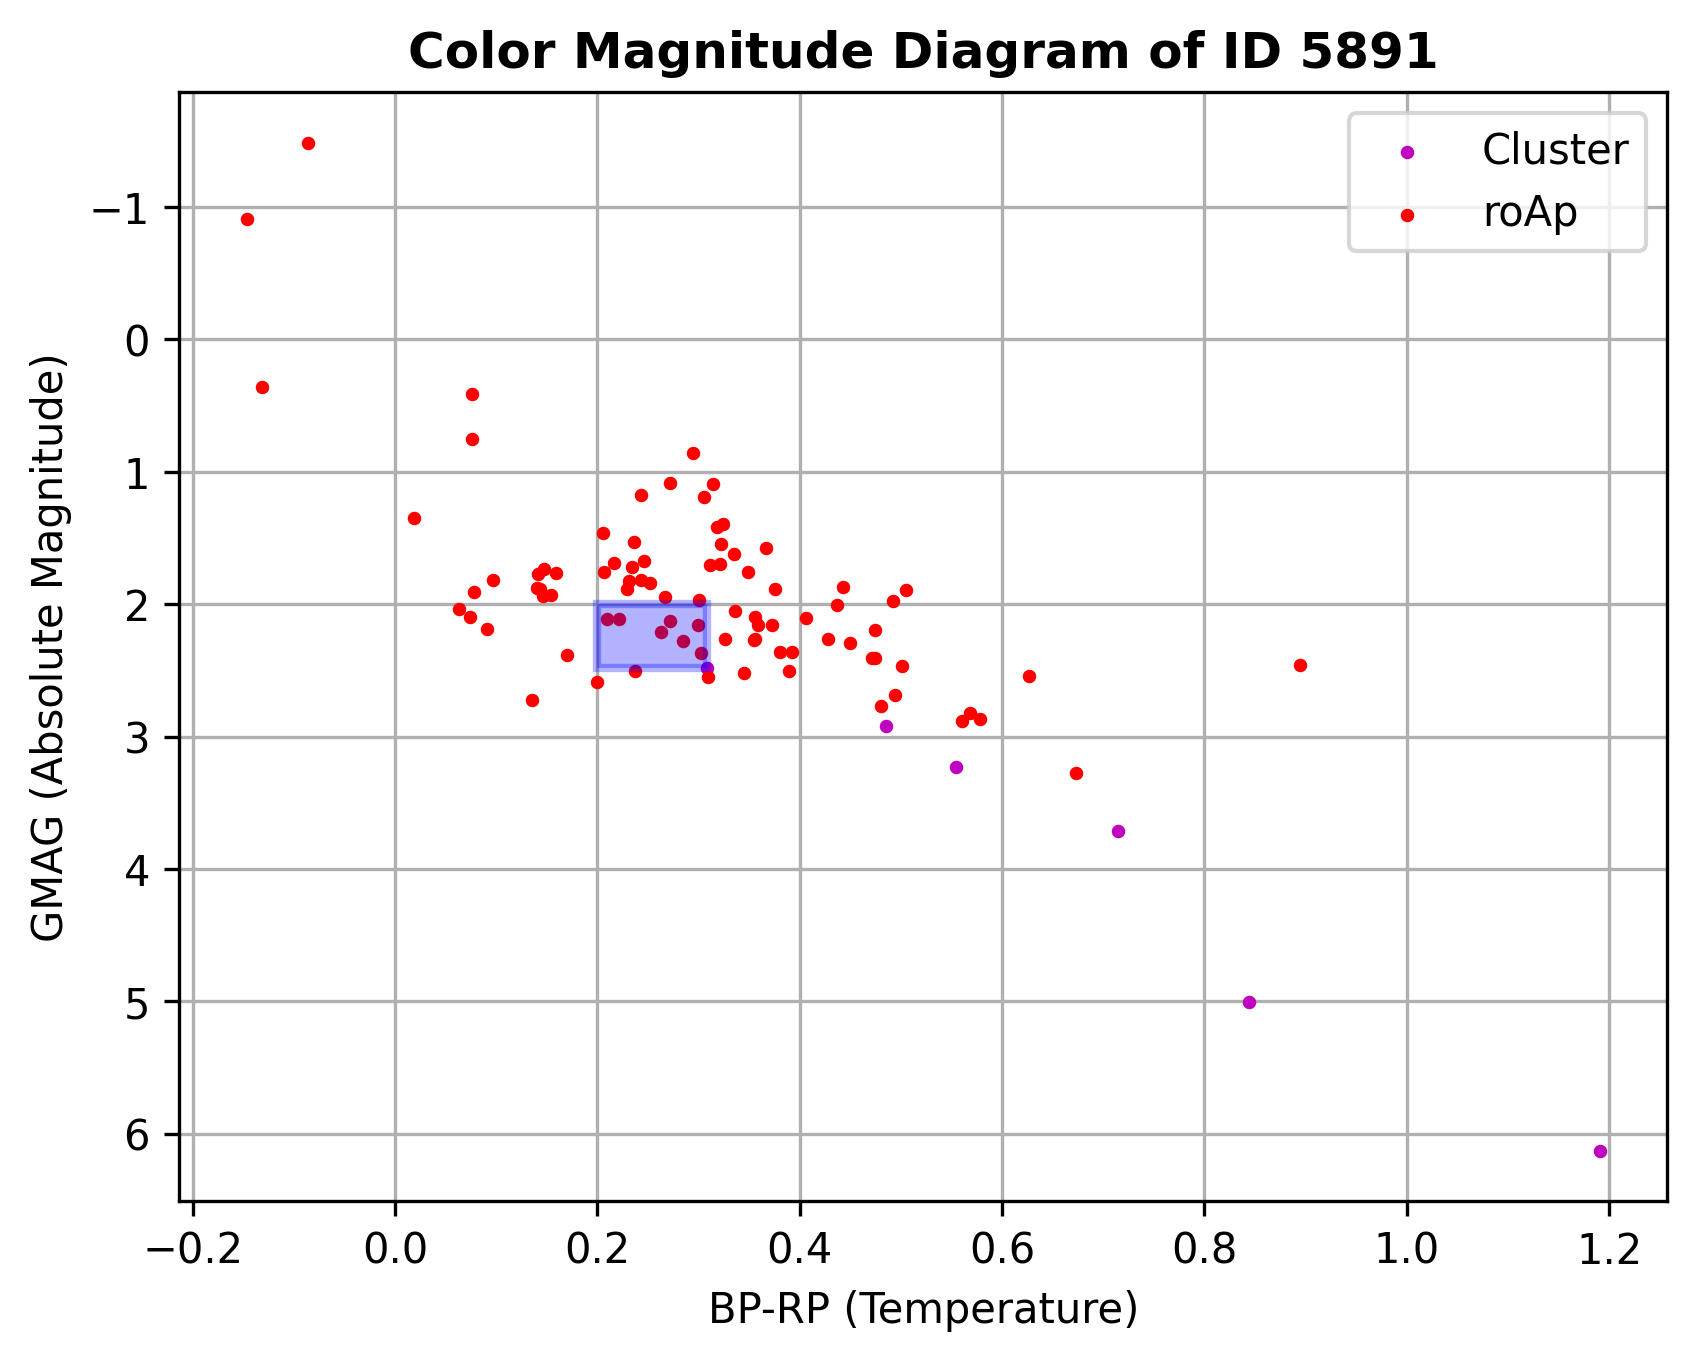 Color Magnitude Diagram of ID 5891
Cluster
roAp
GMAG (Absolute Magnitude)
−1
0
1
2
3
4
5
6
−0.2 0.0 0.2 0.4 0.6 0.8 1.0 1.2
BP-RP (Temperature)